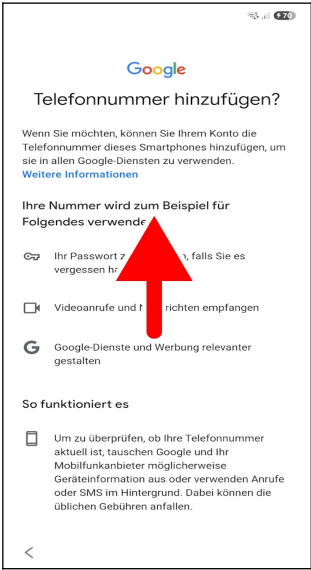 70
Google
Telefonnummer hinzufügen?
Wenn Sie möchten, können Sie Ihrem Konto die
Telefonnummer dieses Smartphones hinzufügen, um
sie in allen Google-Diensten zu verwenden.
Weitere Informationen
Ihre Nummer wird zum Beispiel für
Folgendes
Ihr Passwort falls Sie es
vergessen
Videoanrufe und empfangen
Google-Dienste und Werbung relevanter
gestalten
So funktioniert es
Um zu überprüfen, ob Ihre Telefonnummer
aktuell ist, tauschen Google und Ihr
Mobilfunkanbieter möglicherweise
Geräteinformation aus oder verwenden Anrufe
oder SMS im Hintergrund. Dabei können die
üblichen Gebühren anfallen.